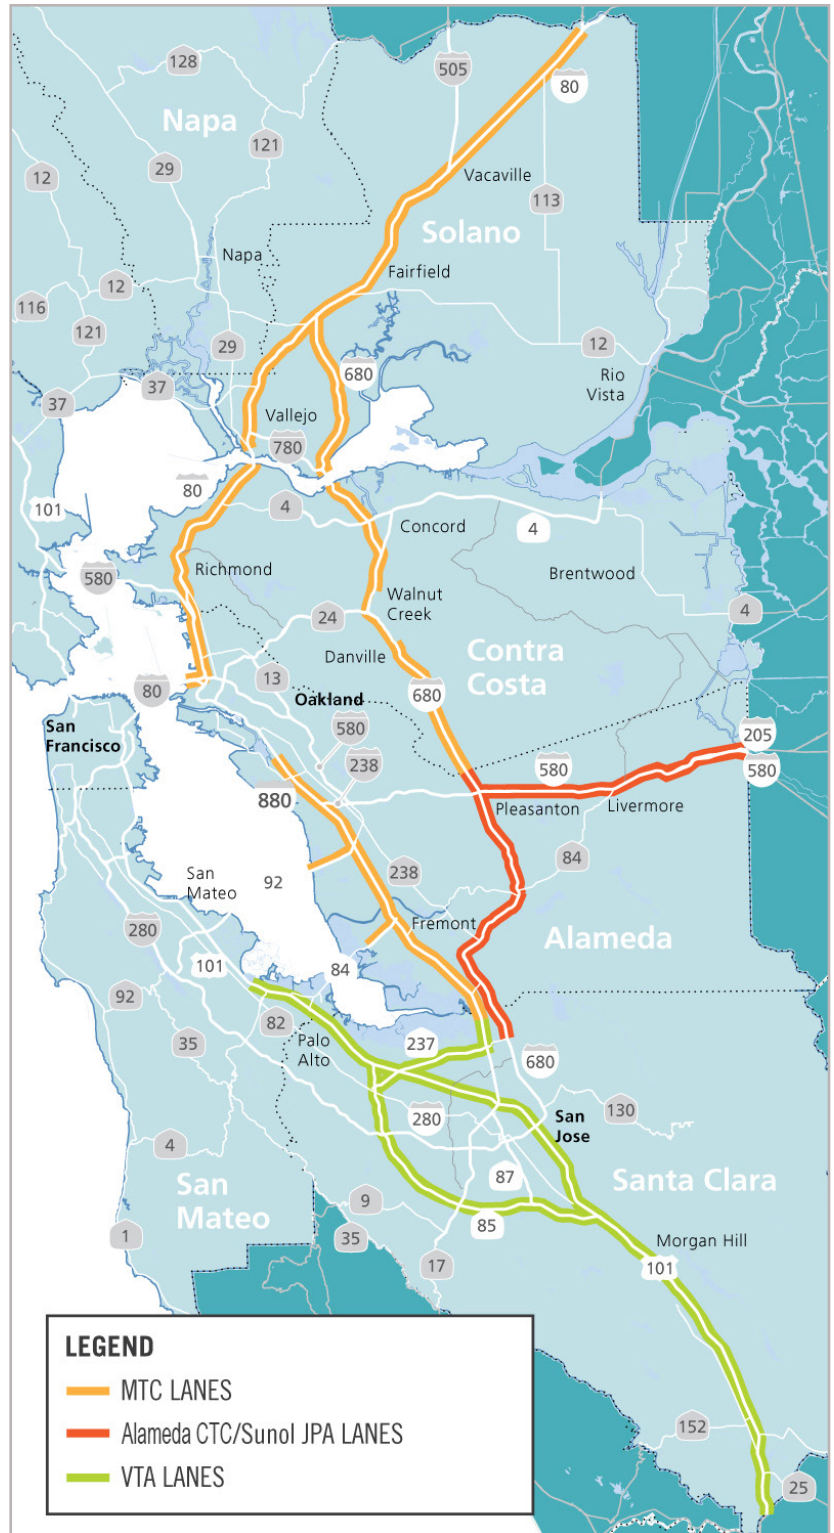 128
505
80
Napa
121
29
12
Vacaville
113
Solano
Napa
Fairfield
12
116
121
29
12
680
Rio
Vista
37
37
Vallejo
780
80
4
101
Concord
4
Richmond
Brentwood
580
Walnut
Creek
24
4
Danville
Contra
Costa
13
680
80
Oakland
San
Francisco
580
205
238
580
580
880
Pleasanton
Livermore
84
San
Mateo
92
238
Fremont
280
Alameda
101
84
92
82
Palo
Alto
237
35
680
280
San
Jose
130
4
87
Santa Clara
San
Mateo
9
85
1
35
Morgan Hill
17
101
LEGEND
MTC LANES
Alameda CTC/Sunol JPA LANES
VTA LANES
152
25